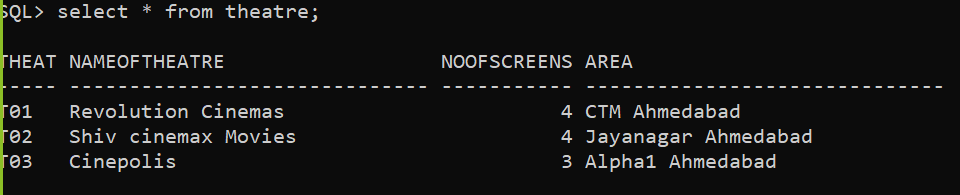 SQL> select * from theatre;
THEAT NAMEOFTHEATRE                  NOOFSCREENS AREA
----- ------------------------------ ----------- ------------------------------
T01   Revolution Cinemas                       4 CTM Ahmedabad
T02   Shiv cinemax Movies                      4 Jayanagar Ahmedabad
T03   Cinepolis                                3 Alpha1 Ahmedabad